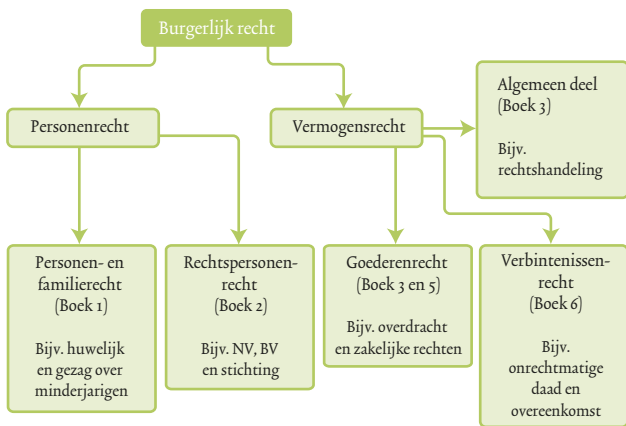 Burgerlijk recht
Personenrecht
Vermogensrecht
Algemeen deel
(Boek 3)
Bijv.
rechtshandeling
Personen- en
familierecht
(Boek 1)
Bijv. huwelijk
en gezag over
minderjarigen
Rechtspersonen-
recht
(Boek 2)
Bijv. NV, BV
en stichting
Goederenrecht
(Boek 3 en 5)
Bijv. overdracht
en zakelijke rechten
Verbintenissen-
recht
(Boek 6)
Bijv.
onrechtmatige
daad en
overeenkomst